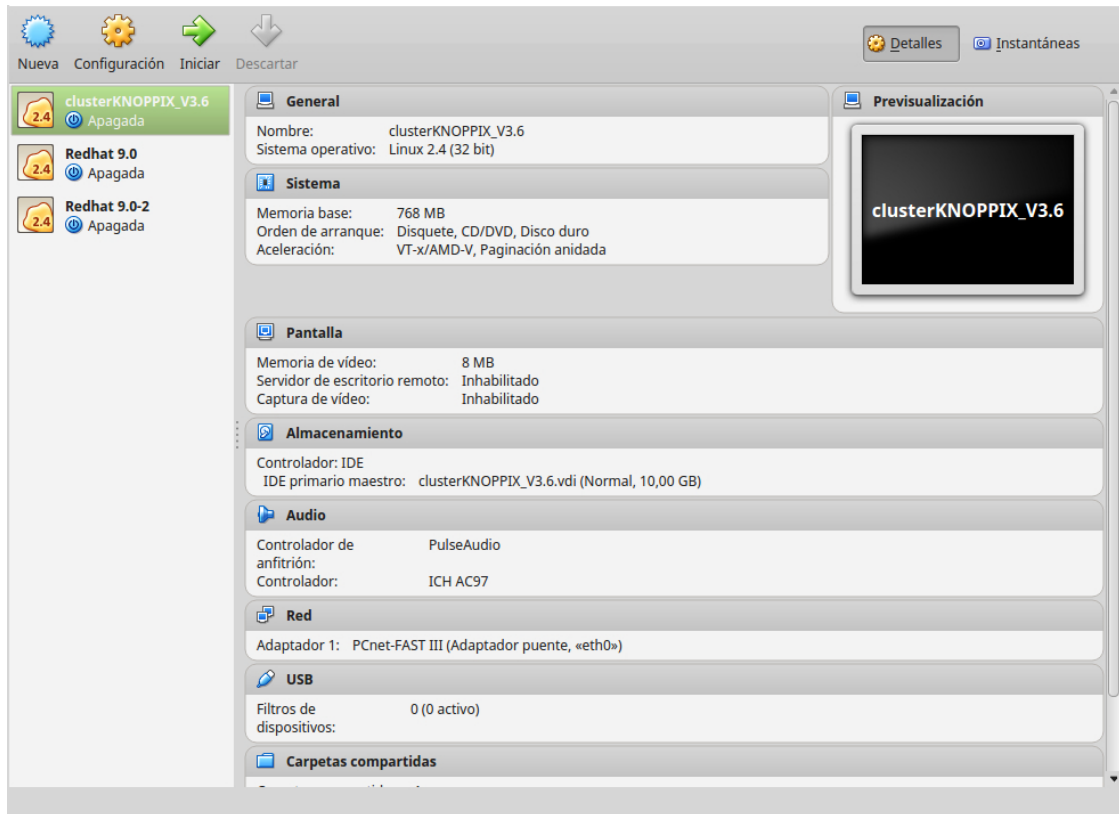 Nueva Configuración Iniciar Descartar
Detalles Instantáneas
clusterKNOPPIX_V3.6
Apagada
2.4
Redhat 9.0
Apagada
2.4
Redhat 9.0-2
Apagada
2.4
General
Nombre: clusterKNOPPIX_V3.6
Sistema operativo: Linux 2.4 (32 bit)
Sistema
Memoria base: 768 MB
Orden de arranque: Disquete, CD/DVD, Disco duro
Aceleración: VT-x/AMD-V, Paginación anidada
Previsualización
clusterKNOPPIX_V3.6
Pantalla
Memoria de vídeo: 8 MB
Servidor de escritorio remoto: Inhabilitado
Captura de vídeo: Inhabilitado
Almacenamiento
Controlador: IDE
IDE primario maestro: clusterKNOPPIX_V3.6.vdi (Normal, 10,00 GB)
Audio
Controlador de PulseAudio
anfitrión:
Controlador: ICH AC97
Red
Adaptador 1: PCnet-FAST III (Adaptador puente, «eth0»)
USB
Filtros de 0 (0 activo)
dispositivos:
Carpetas compartidas